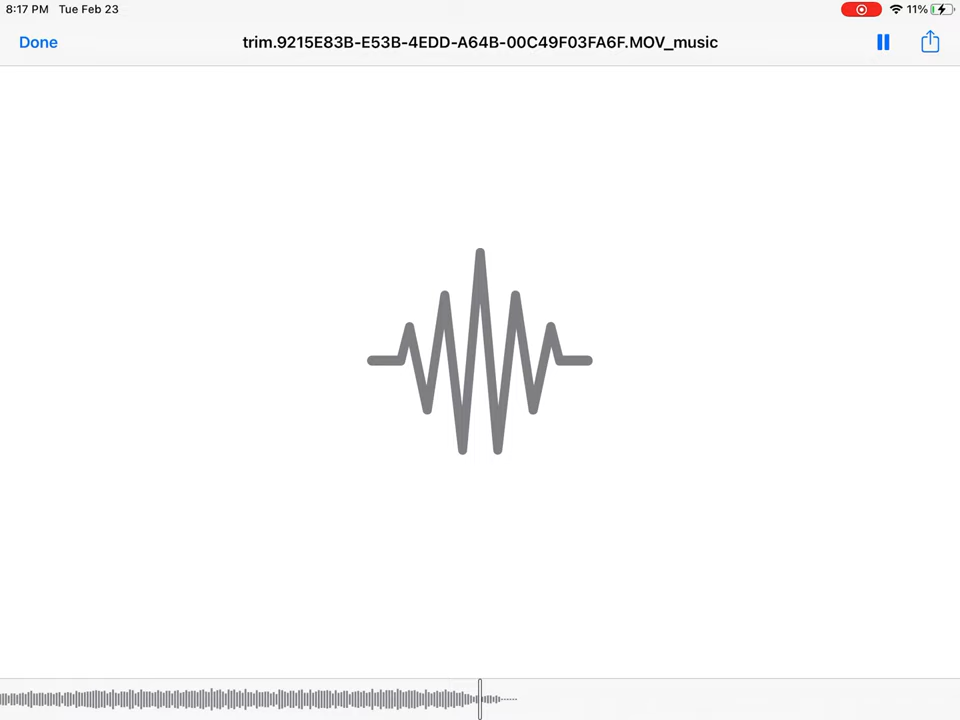 8:17 PM Tue Feb 23 11%
Done trim.9215E83B-E53B-4EDD-A64B-00C49F03FA6F.MOV_music